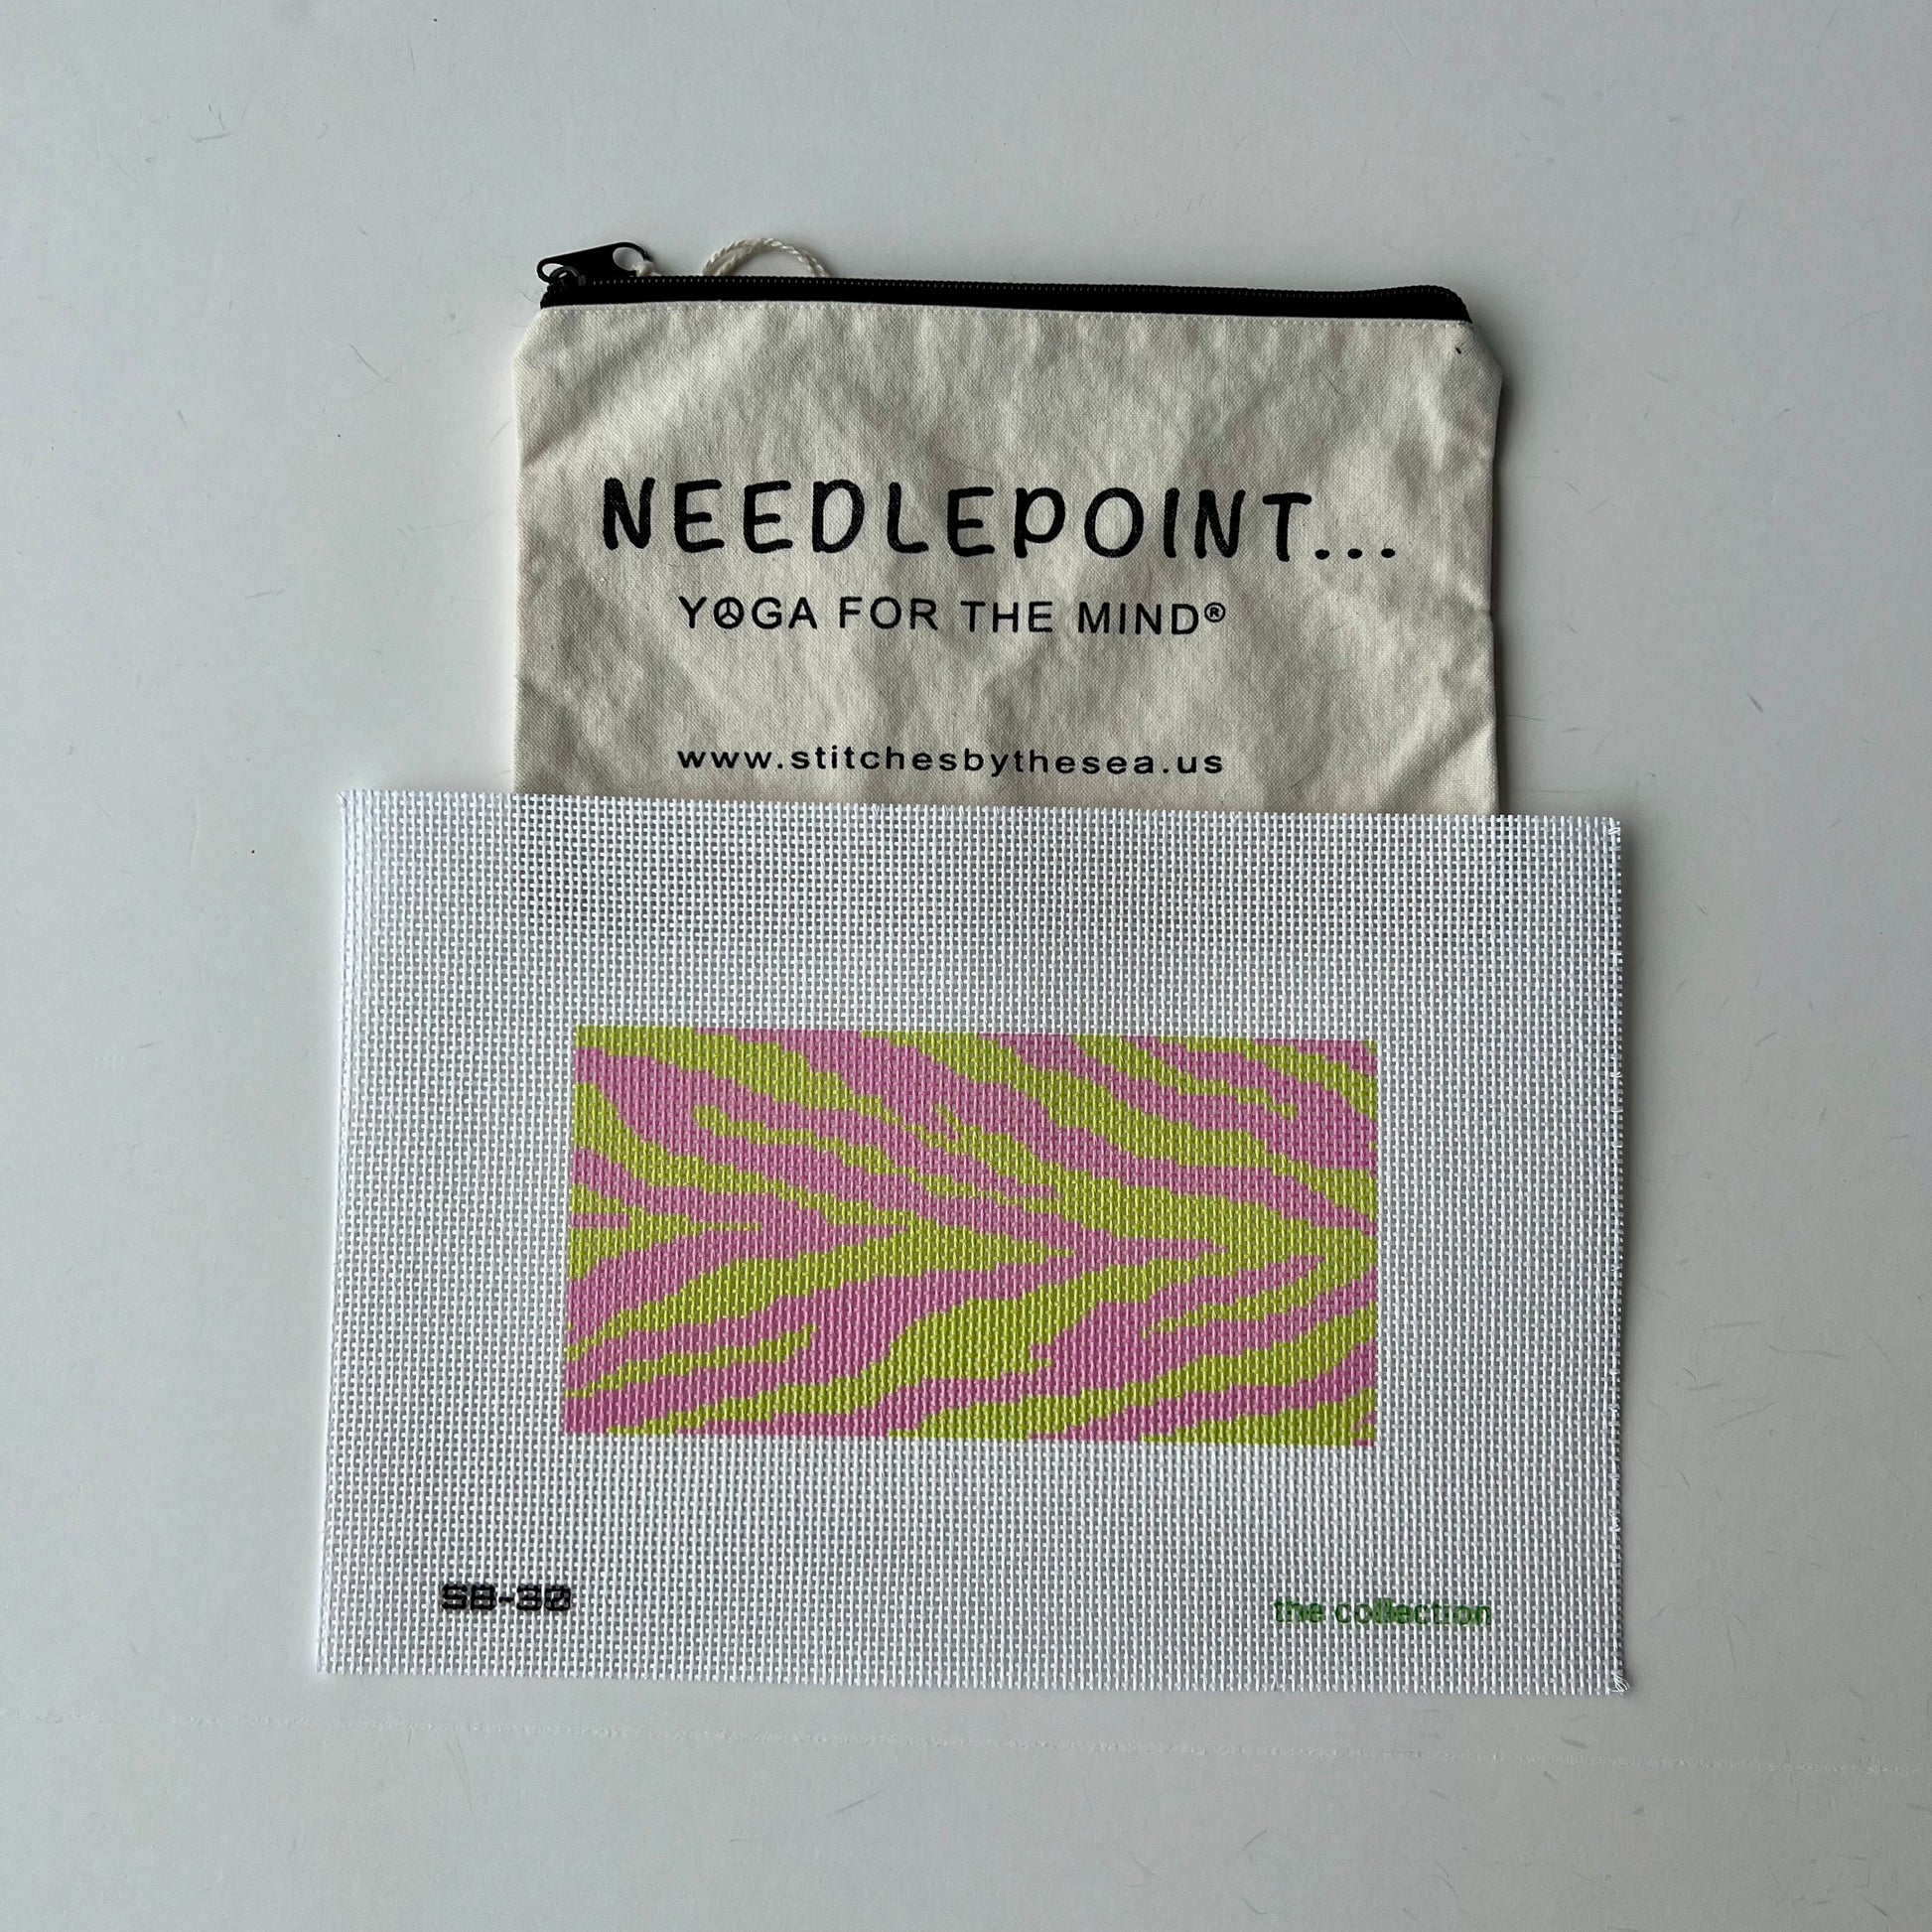 NEEDLEPOINT...
YOGA FOR THE MIND®
www.stitchesbythesea.us
SB-30
the collection